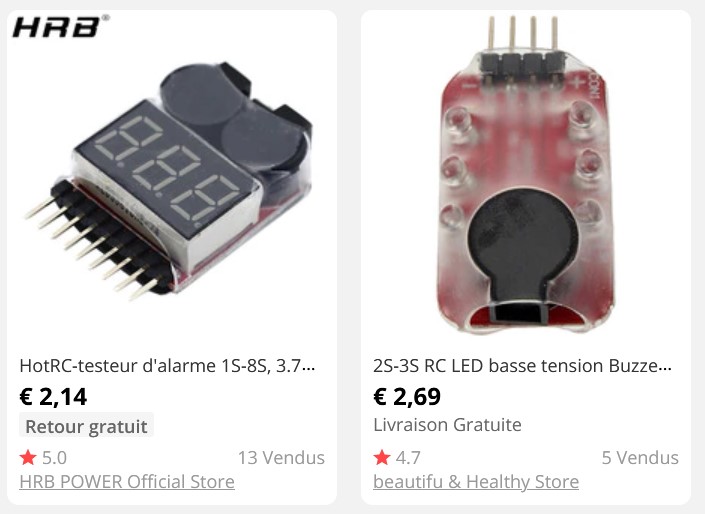 HRB®
CON1
HotRC-testeur d'alarme 1S-8S, 3.7...
€ 2,14
Retour gratuit
5.0
13 Vendus
HRB POWER Official Store
2S-3S RC LED basse tension Buzze...
€ 2,69
Livraison Gratuite
4.7
5 Vendus
beautifu & Healthy Store